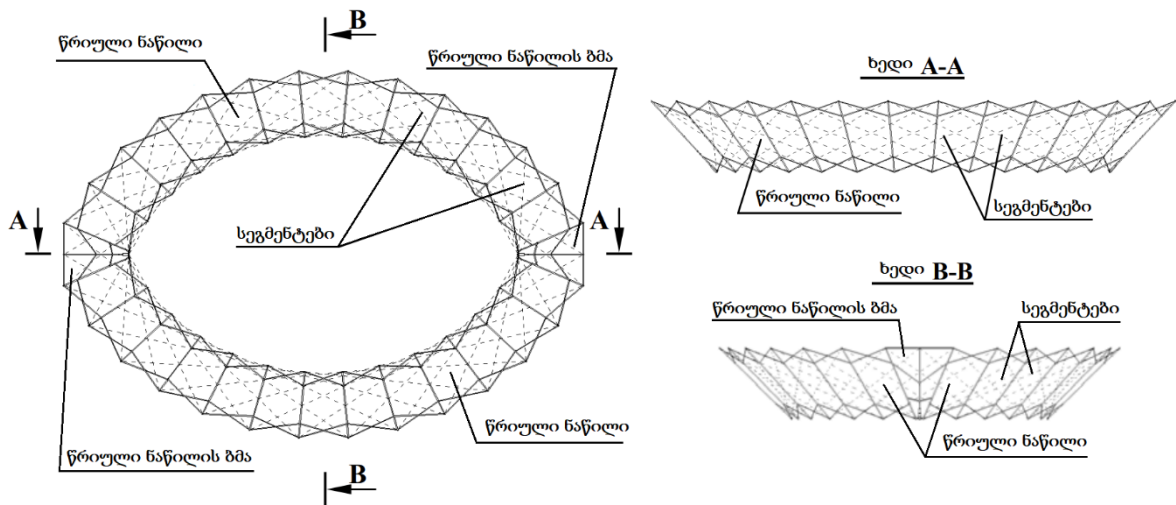 B
წრიული ნაწილი
წრიული ნაწილის ბმა
A
A
სეგმენტები
წრიული ნაწილი
წრიული ნაწილის ბმა
B
ხედი A-A
წრიული ნაწილი
სეგმენტები
ხედი B-B
წრიული ნაწილის ბმა
სეგმენტები
წრიული ნაწილი